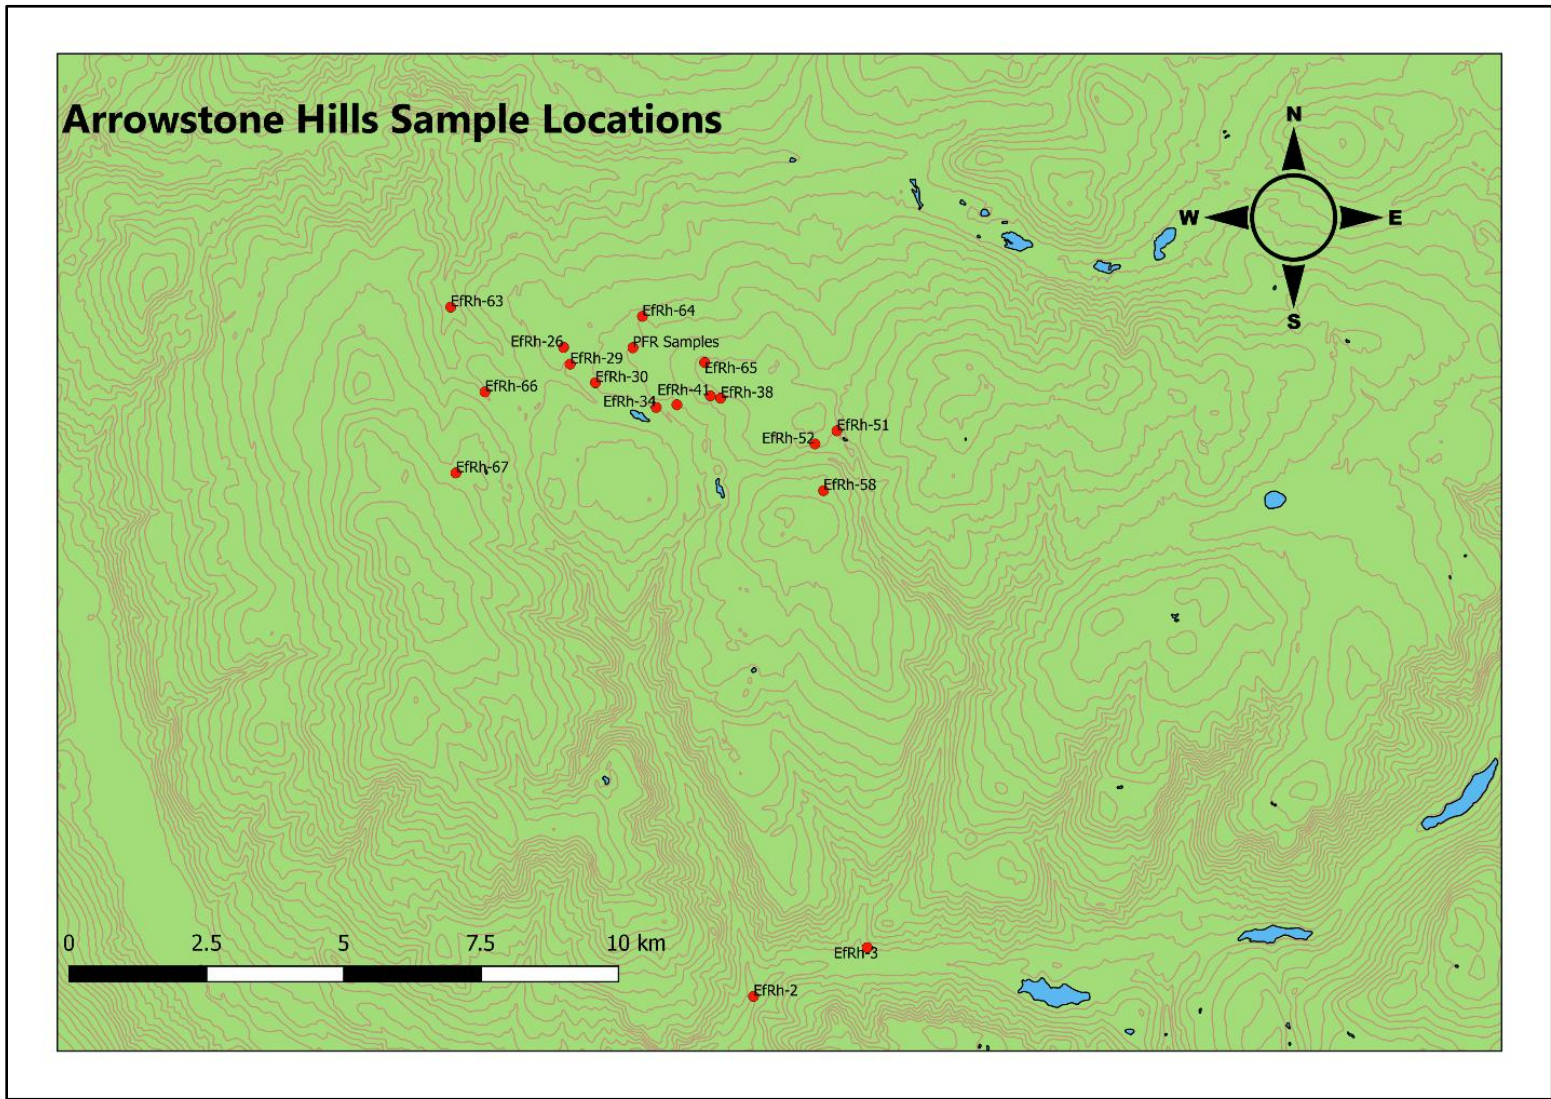 Arrowstone Hills Sample Locations
N
W
E
S
EfRh-63
EfRh-64
EfRh-26
PFR Samples
EfRh-29
EfRh-65
EfRh-30
EfRh-66
EfRh-41
EfRh-38
EfRh-34
EfRh-51
EfRh-52
EfRh-67
EfRh-58
0 2.5 5 7.5 10 km
EfRh-3
EfRh-2